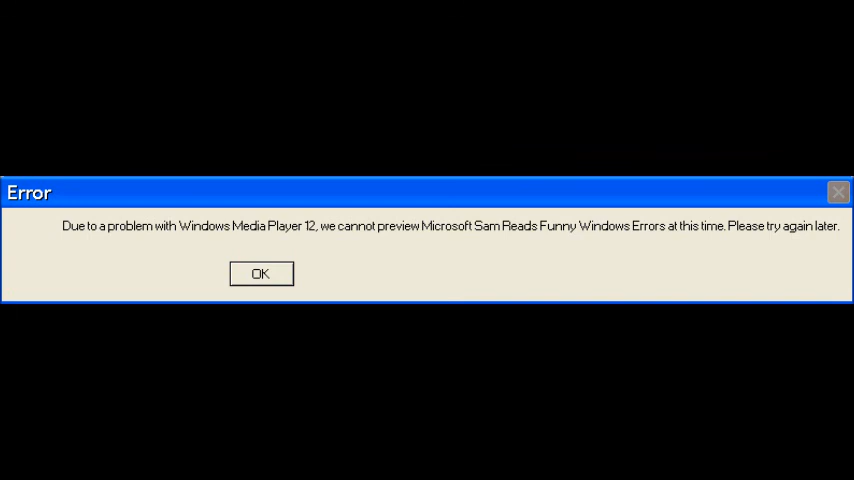 Error
Due to a problem with Windows Media Player 12, we cannot preview Microsoft Sam Reads Funny Windows Errors at this time. Please try again later.
OK